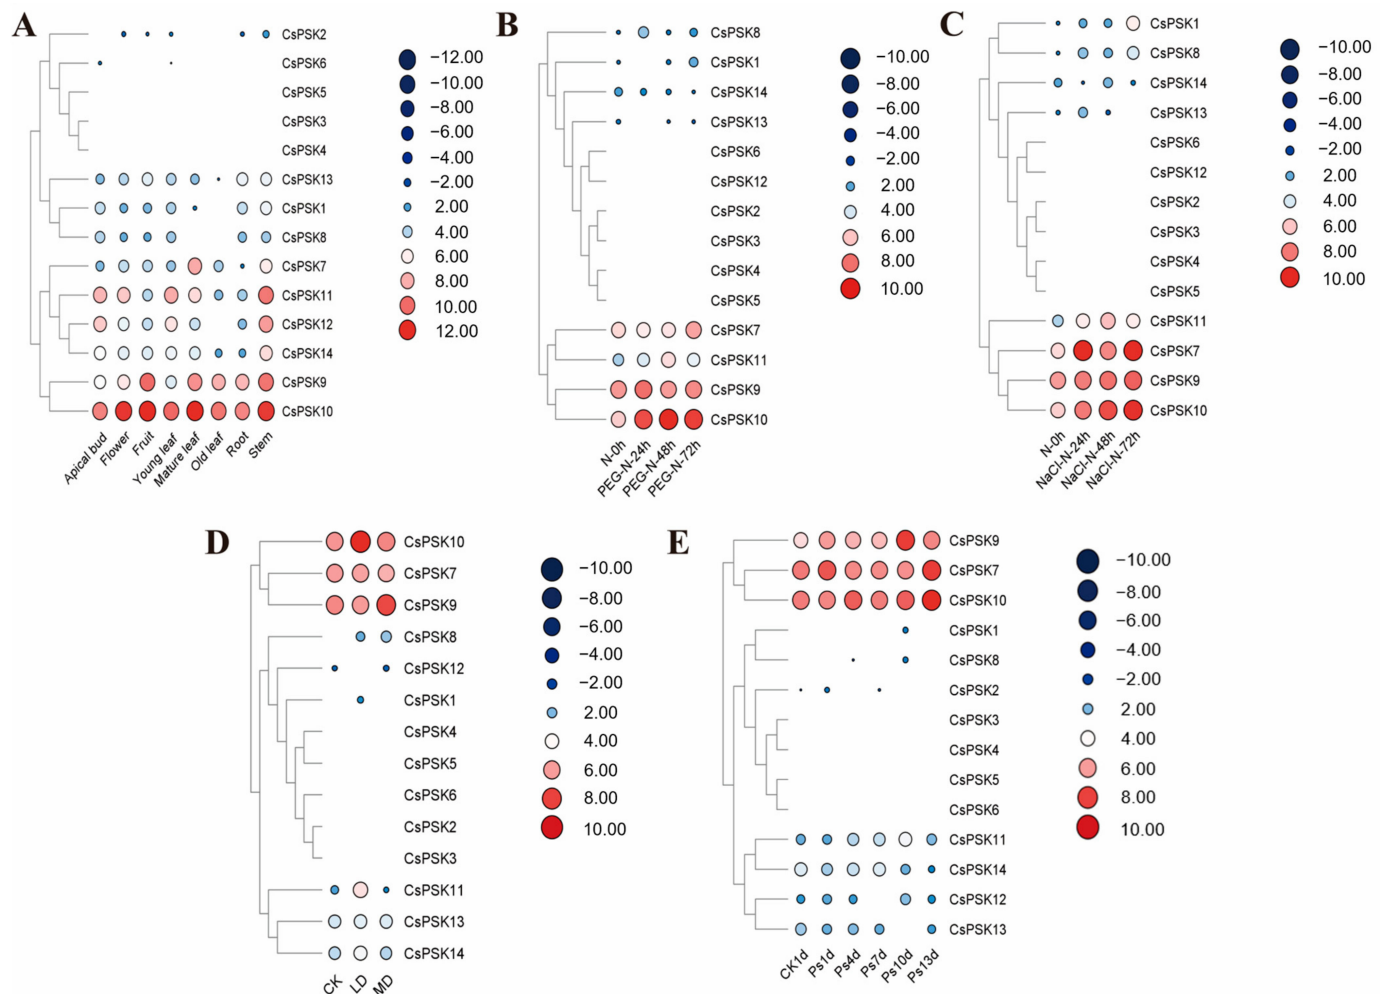 A
CsPSK2
CsPSK6
CsPSK5
CsPSK3
CsPSK4
CsPSK13
CsPSK1
CsPSK8
CsPSK7
CsPSK11
CsPSK12
CsPSK14
CsPSK9
CsPSK10
Apical bud
Flower
Fruit
Young leaf
Mature leaf
Old leaf
Root
Stem
−12.00
−10.00
−8.00
−6.00
−4.00
−2.00
2.00
4.00
6.00
8.00
10.00
12.00
B
CsPSK8
CsPSK1
CsPSK14
CsPSK13
CsPSK6
CsPSK12
CsPSK2
CsPSK3
CsPSK4
CsPSK5
CsPSK7
CsPSK11
CsPSK9
CsPSK10
N-0h
PEG-N-24h
PEG-N-48h
PEG-N-72h
−10.00
−8.00
−6.00
−4.00
−2.00
2.00
4.00
6.00
8.00
10.00
C
CsPSK1
CsPSK8
CsPSK14
CsPSK13
CsPSK6
CsPSK12
CsPSK2
CsPSK3
CsPSK4
CsPSK5
CsPSK11
CsPSK7
CsPSK9
CsPSK10
N-0h
NaCl-N-24h
NaCl-N-48h
NaCl-N-72h
−10.00
−8.00
−6.00
−4.00
−2.00
2.00
4.00
6.00
8.00
10.00
D
CsPSK10
CsPSK7
CsPSK9
CsPSK8
CsPSK12
CsPSK1
CsPSK4
CsPSK5
CsPSK6
CsPSK2
CsPSK3
CsPSK11
CsPSK13
CsPSK14
CK
LD
MD
−10.00
−8.00
−6.00
−4.00
−2.00
2.00
4.00
6.00
8.00
10.00
E
CsPSK9
CsPSK7
CsPSK10
CsPSK1
CsPSK8
CsPSK2
CsPSK3
CsPSK4
CsPSK5
CsPSK6
CsPSK11
CsPSK14
CsPSK12
CsPSK13
CK1d
Ps1d
Ps4d
Ps7d
Ps10d
Ps13d
−10.00
−8.00
−6.00
−4.00
−2.00
2.00
4.00
6.00
8.00
10.00